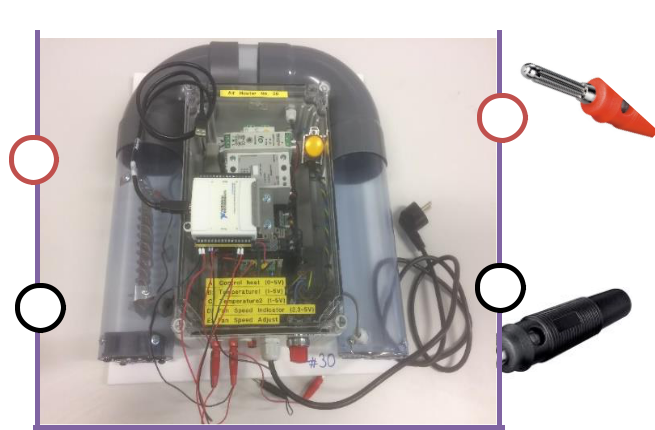 Air Heater No. 30
Control heat (0-5V)
Temperature1 (1-5V)
Temperature2 (1-5V)
Fan Speed Indicator (2.3-5V)
Fan Speed Adjust
#30